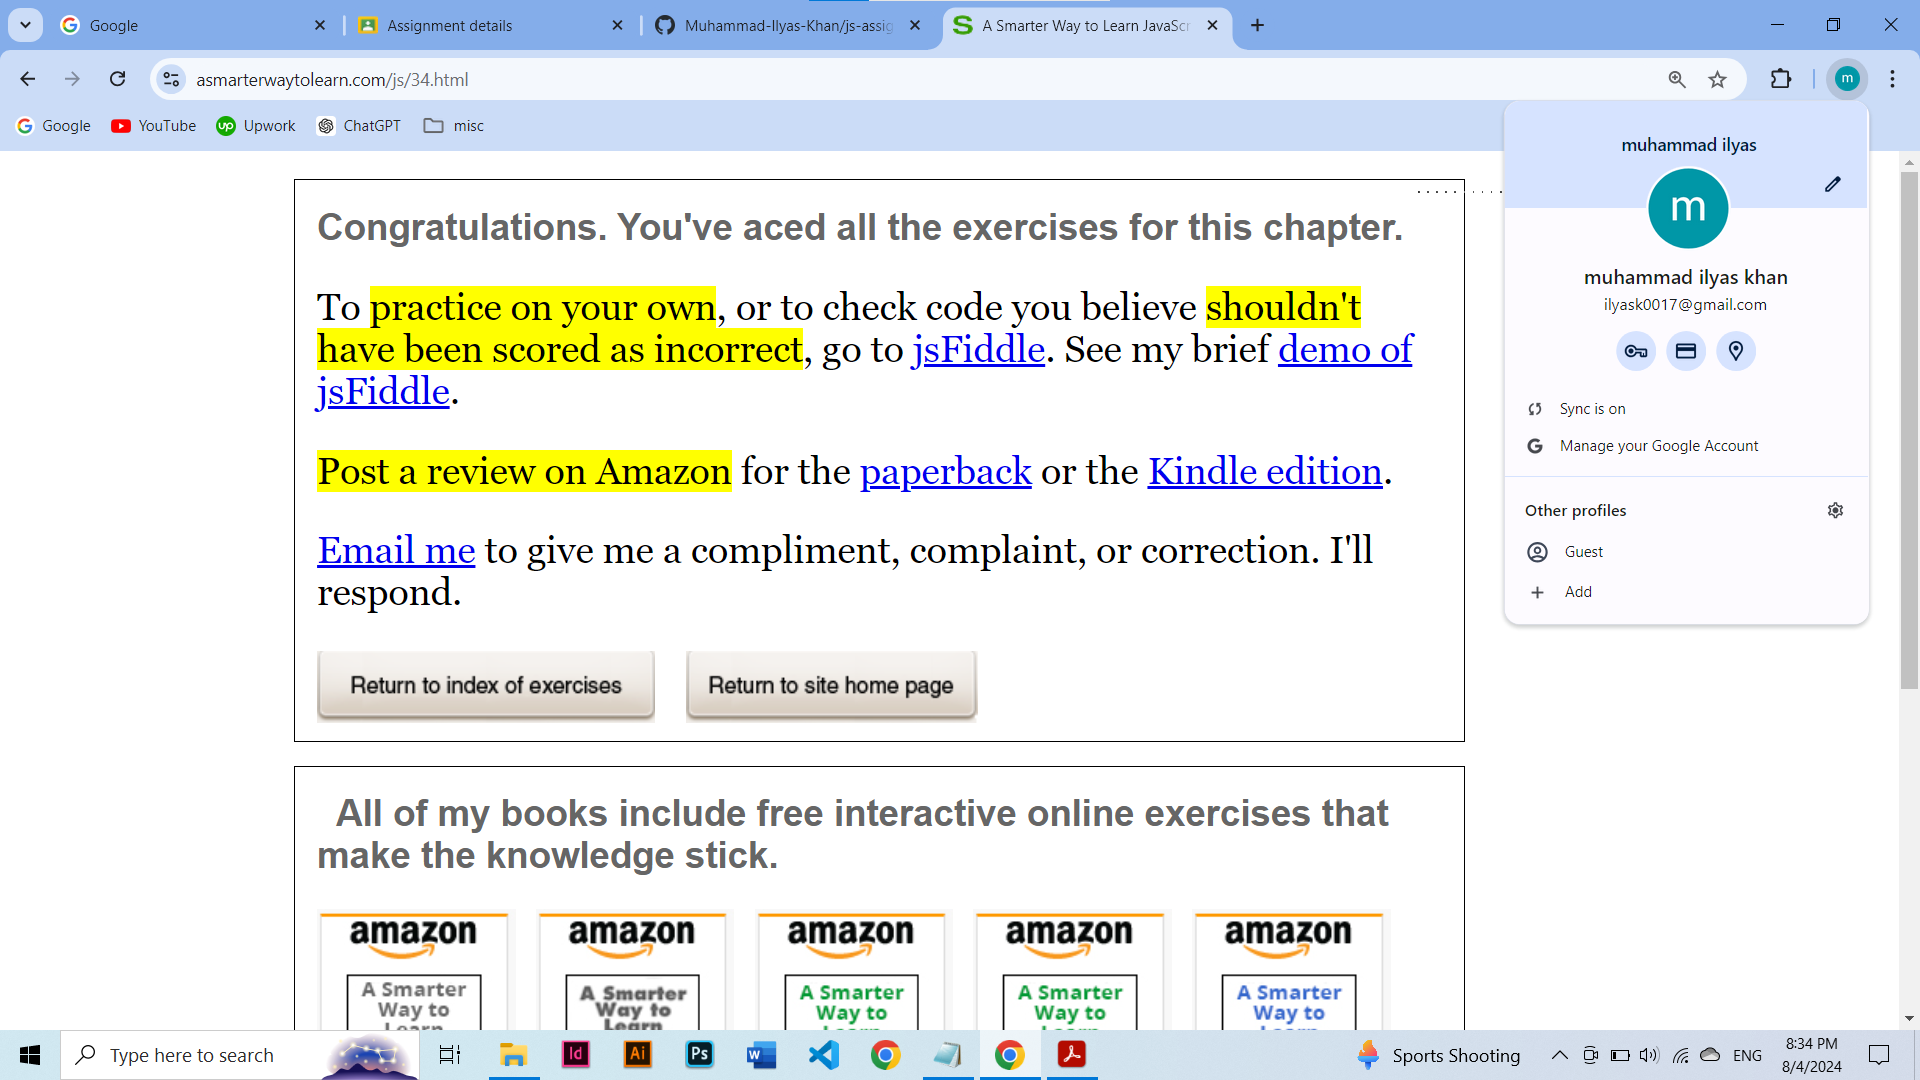 Google
Assignment details
Muhammad-Ilyas-Khan/js-assig
A Smarter Way to Learn JavaScr
asmarterwaytolearn.com/js/34.html
m
Google
YouTube
up Upwork
ChatGPT
misc
Congratulations. You've aced all the exercises for this chapter.
To practice on your own, or to check code you believe shouldn't
have been scored as incorrect, go to jsFiddle. See my brief demo of
jsFiddle.
Post a review on Amazon for the paperback or the Kindle edition.
Email me to give me a compliment, complaint, or correction. I'll
respond.
Return to index of exercises
Return to site home page
muhammad ilyas
m
muhammad ilyas khan
ilyask0017@gmail.com
Sync is on
Manage your Google Account
Other profiles
Guest
Add
All of my books include free interactive online exercises that
make the knowledge stick.
amazon
A Smarter
Way to
Learn
amazon
A Smarter
Way to
Learn
amazon
A Smarter
Way to
amazon
A Smarter
Way to
amazon
A Smarter
Way to
Type here to search
Id
Ai
Ps
W
Sports Shooting
ENG
8:34 PM
8/4/2024